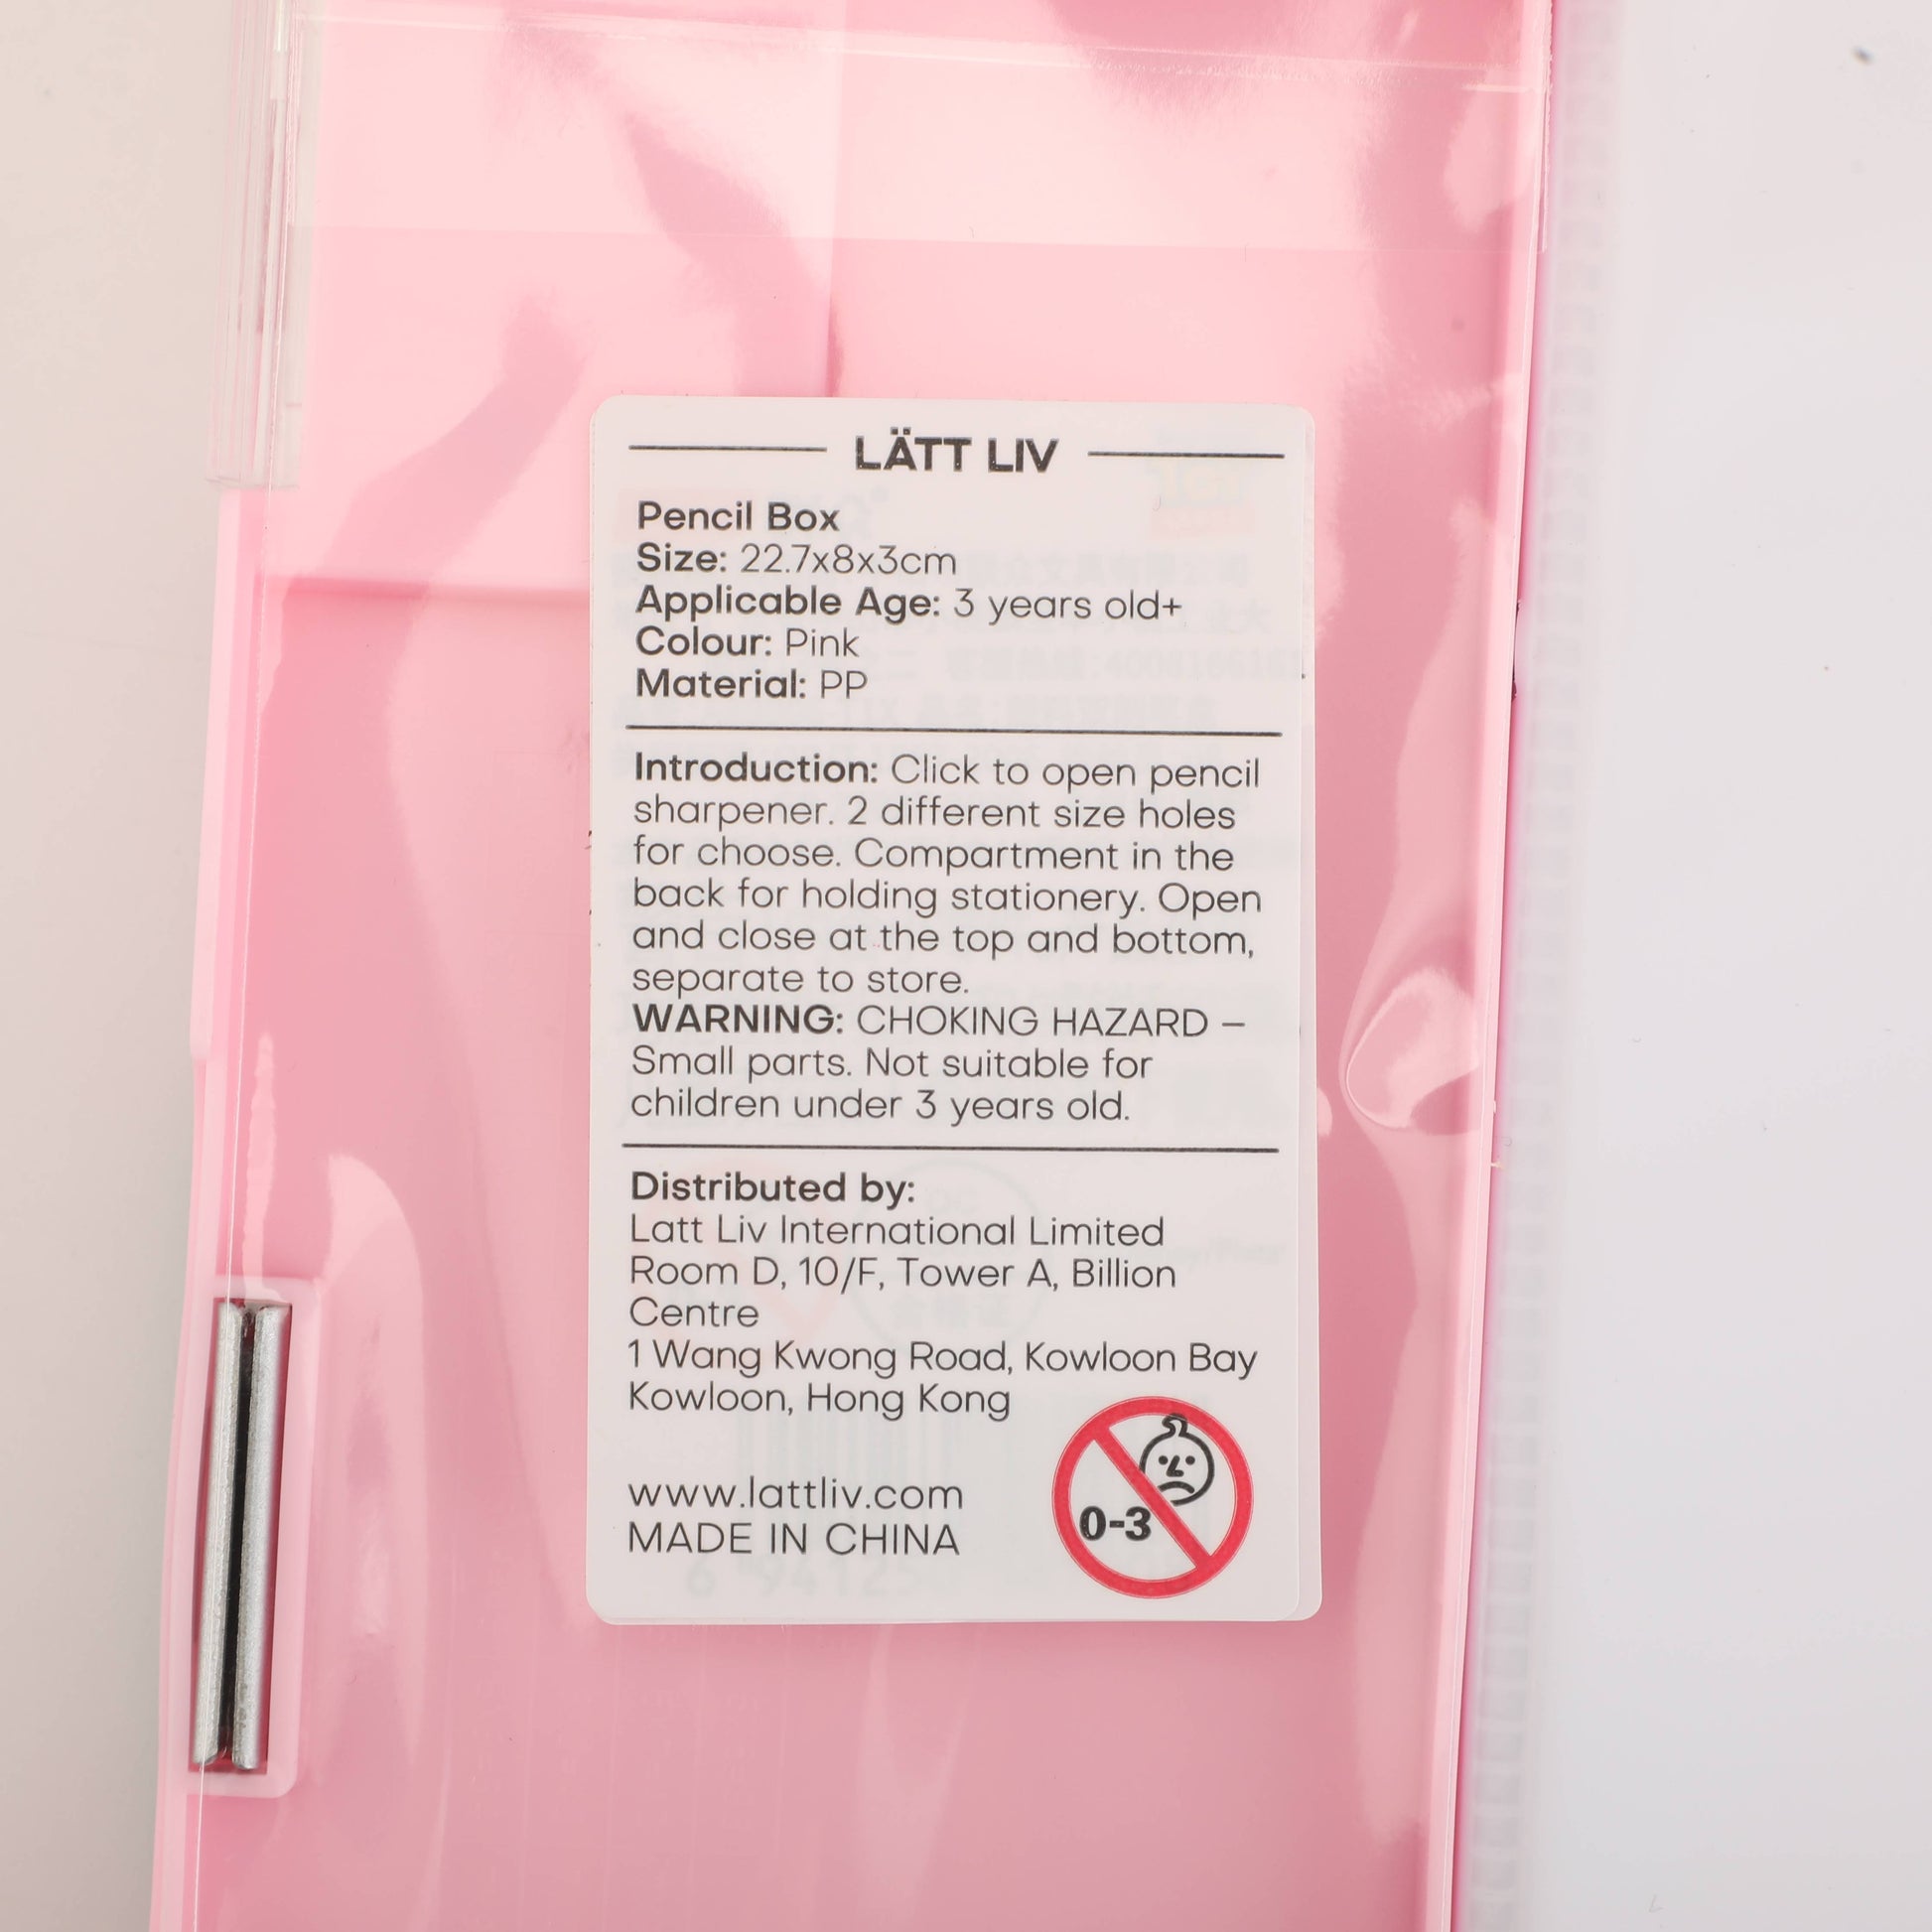 LÄTT LIV
Pencil Box
Size: 22.7x8x3cm
Applicable Age: 3 years old+
Colour: Pink
Material: PP
Introduction: Click to open pencil
sharpener. 2 different size holes
for choose. Compartment in the
back for holding stationery. Open
and close at the top and bottom,
separate to store.
WARNING: CHOKING HAZARD –
Small parts. Not suitable for
children under 3 years old.
Distributed by:
Latt Liv International Limited
Room D, 10/F, Tower A, Billion
Centre
1 Wang Kwong Road, Kowloon Bay
Kowloon, Hong Kong
www.lattliv.com
MADE IN CHINA
0-3